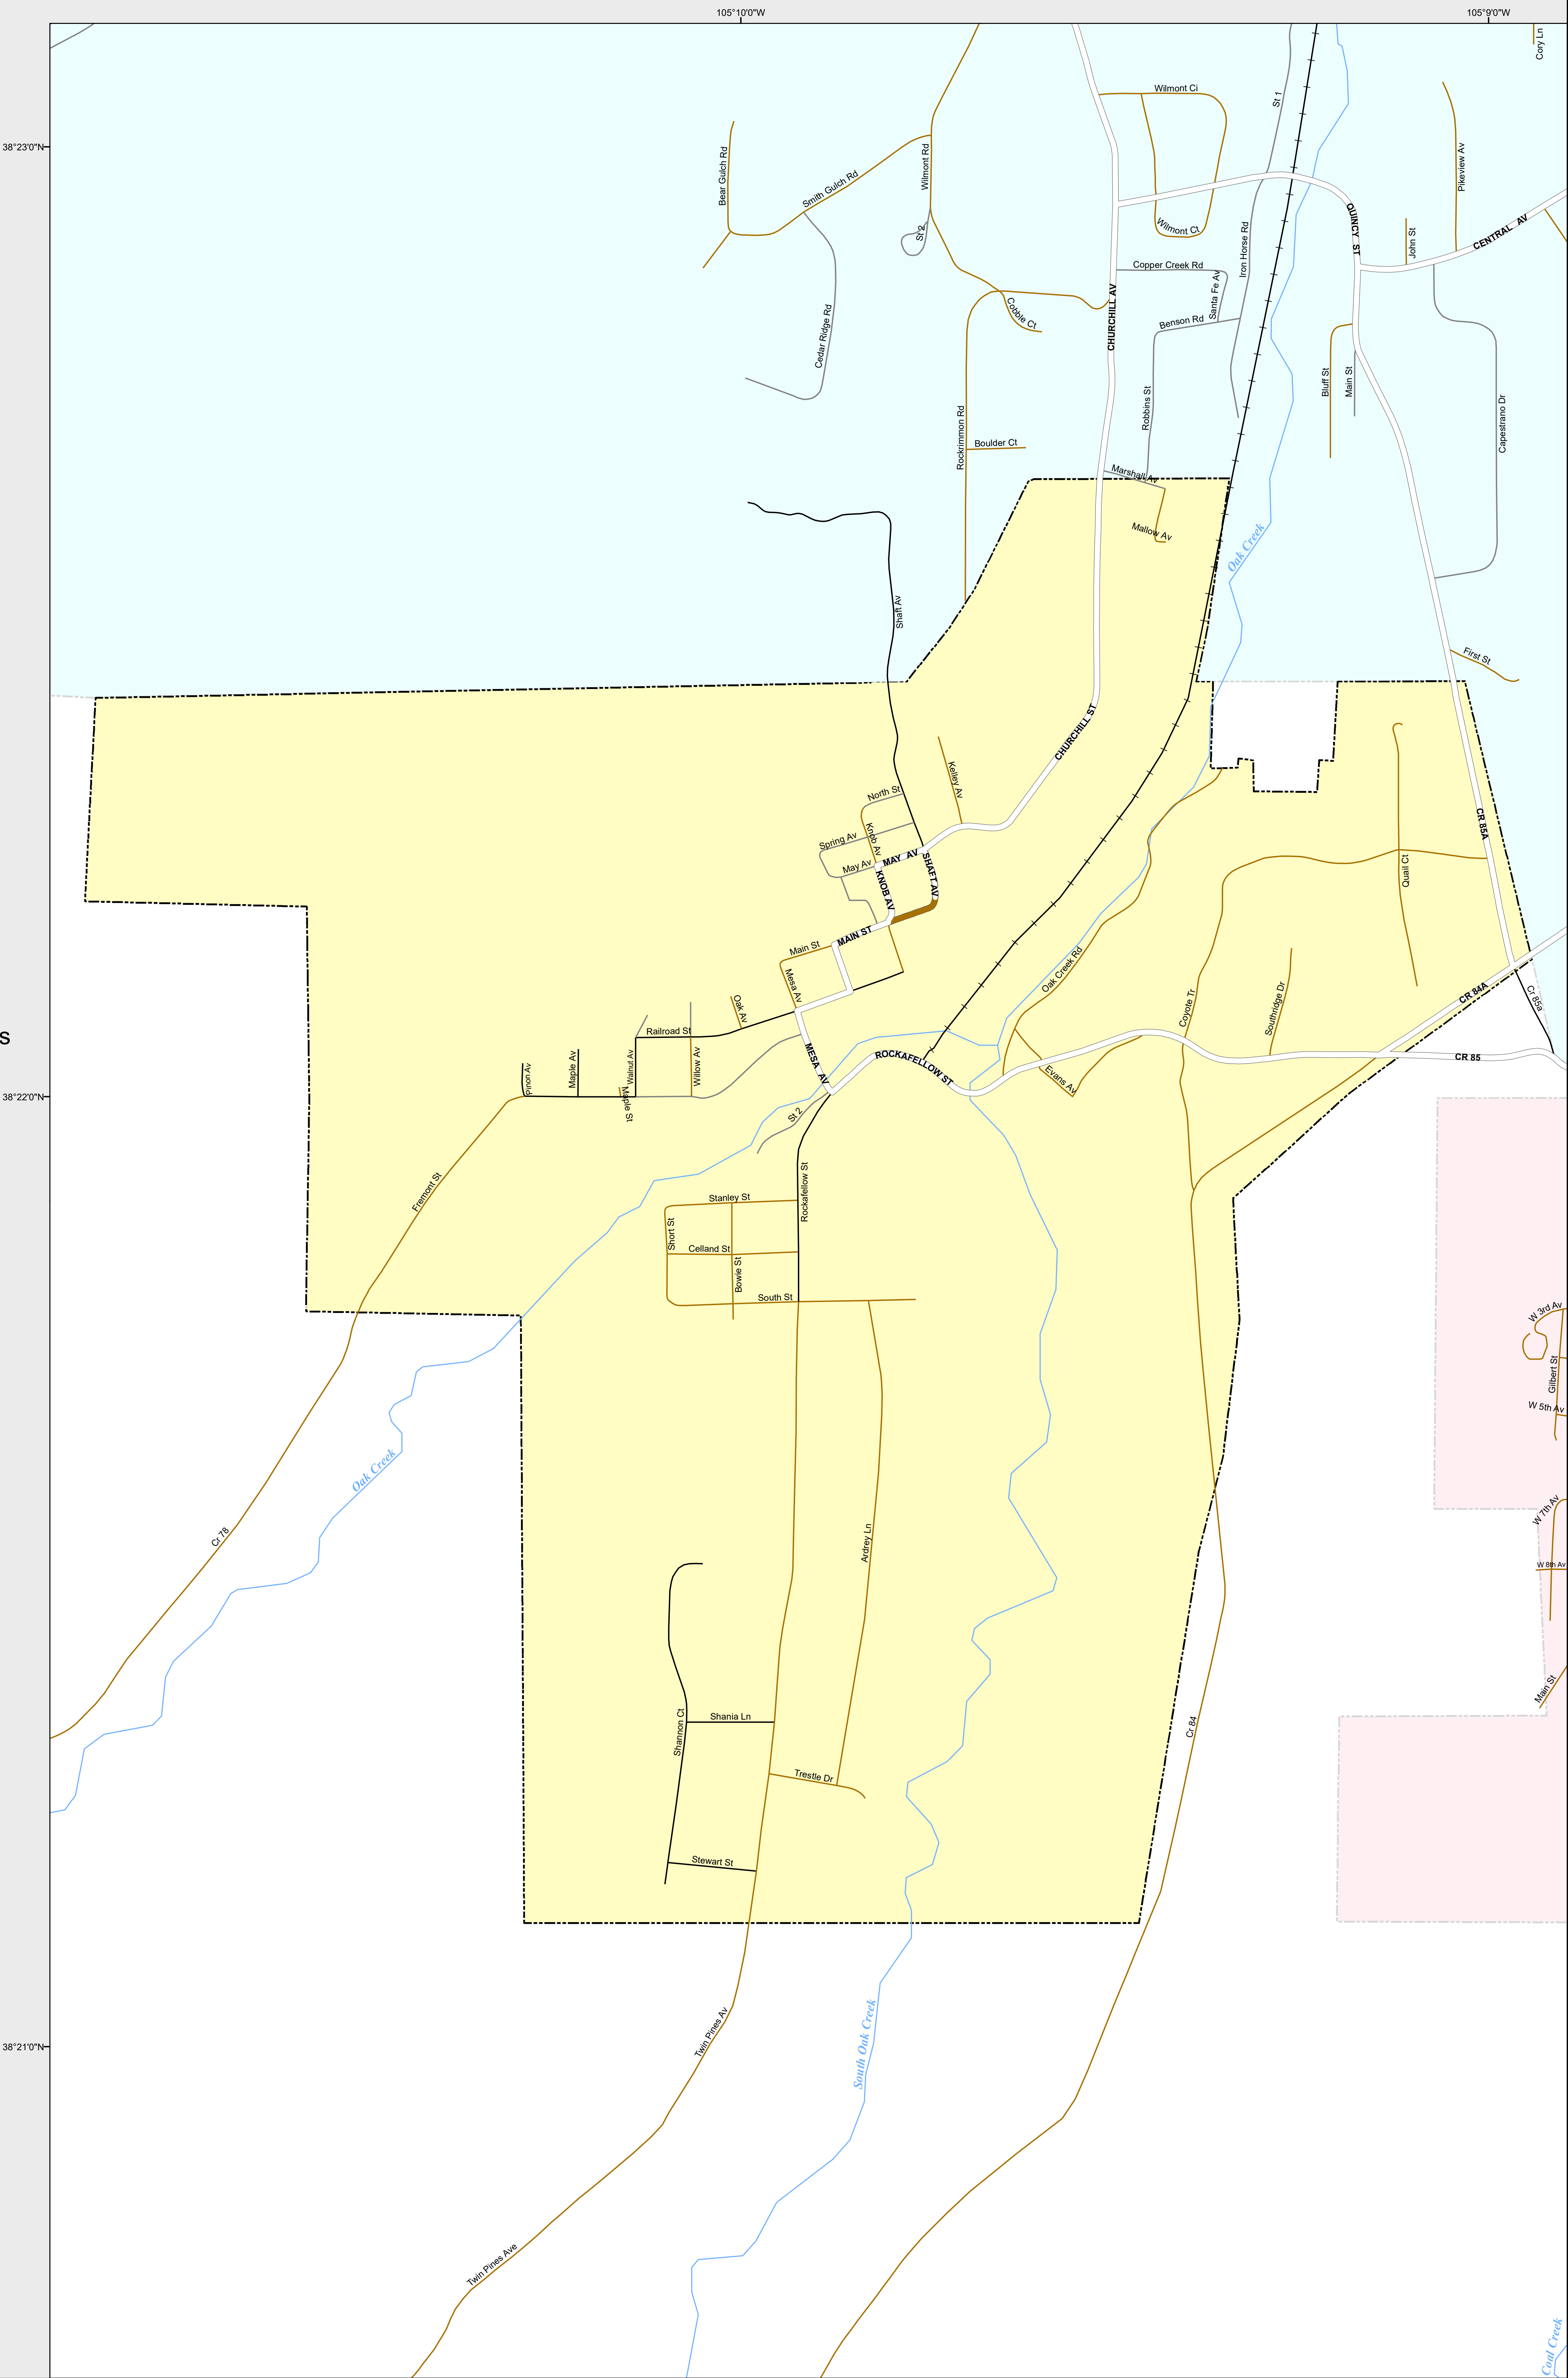 105°10'0"W
105°9'0"W
Cory Ln
Wilmont Ci
St 1
38°23'0"N
Bear Gulch Rd
Smith Gulch Rd
Wilmont Rd
Pikeview Av
Wilmont Ct
QUINCY ST
CENTRAL AV
John St
St 2
Iron Horse Rd
Copper Creek Rd
Santa Fe Av
CHURCHILL AV
Cobble Ct
Benson Rd
Cedar Ridge Rd
Bluff St
Main St
Robbins St
Capestrano Dr
Rockrimmon Rd
Boulder Ct
Marshall Av
Mallow Av
Oak Creek
Shaft Av
First St
CHURCHILL ST
Kelley Av
North St
Knob Av
Spring Av
MAY AV
May Av
SHAFT AV
KNOB AV
CR 85A
Quail Ct
MAIN ST
Main St
Mesa Av
Oak Creek Rd
Oak Av
Coyote Tr
Southridge Dr
CR 84A
Cr 85a
S
Railroad St
MESA AV
ROCKAFELLOW ST
CR 85
Pinon Av
Maple Av
Walnut Av
Willow Av
Evans Av
38°22'0"N
Maple St
St 2
Fremont St
Rockafellow St
Stanley St
Short St
Celland St
Bowie St
South St
W 3rd Av
Gilbert St
W 5th Av
Oak Creek
Cr 78
W 7th Av
Ardrey Ln
W 8th Av
Main St
Shania Ln
Shannon Ct
Cr 84
Trestle Dr
Stewart St
Twin Pines Av
38°21'0"N
South Oak Creek
Twin Pines Ave
Coal Creek